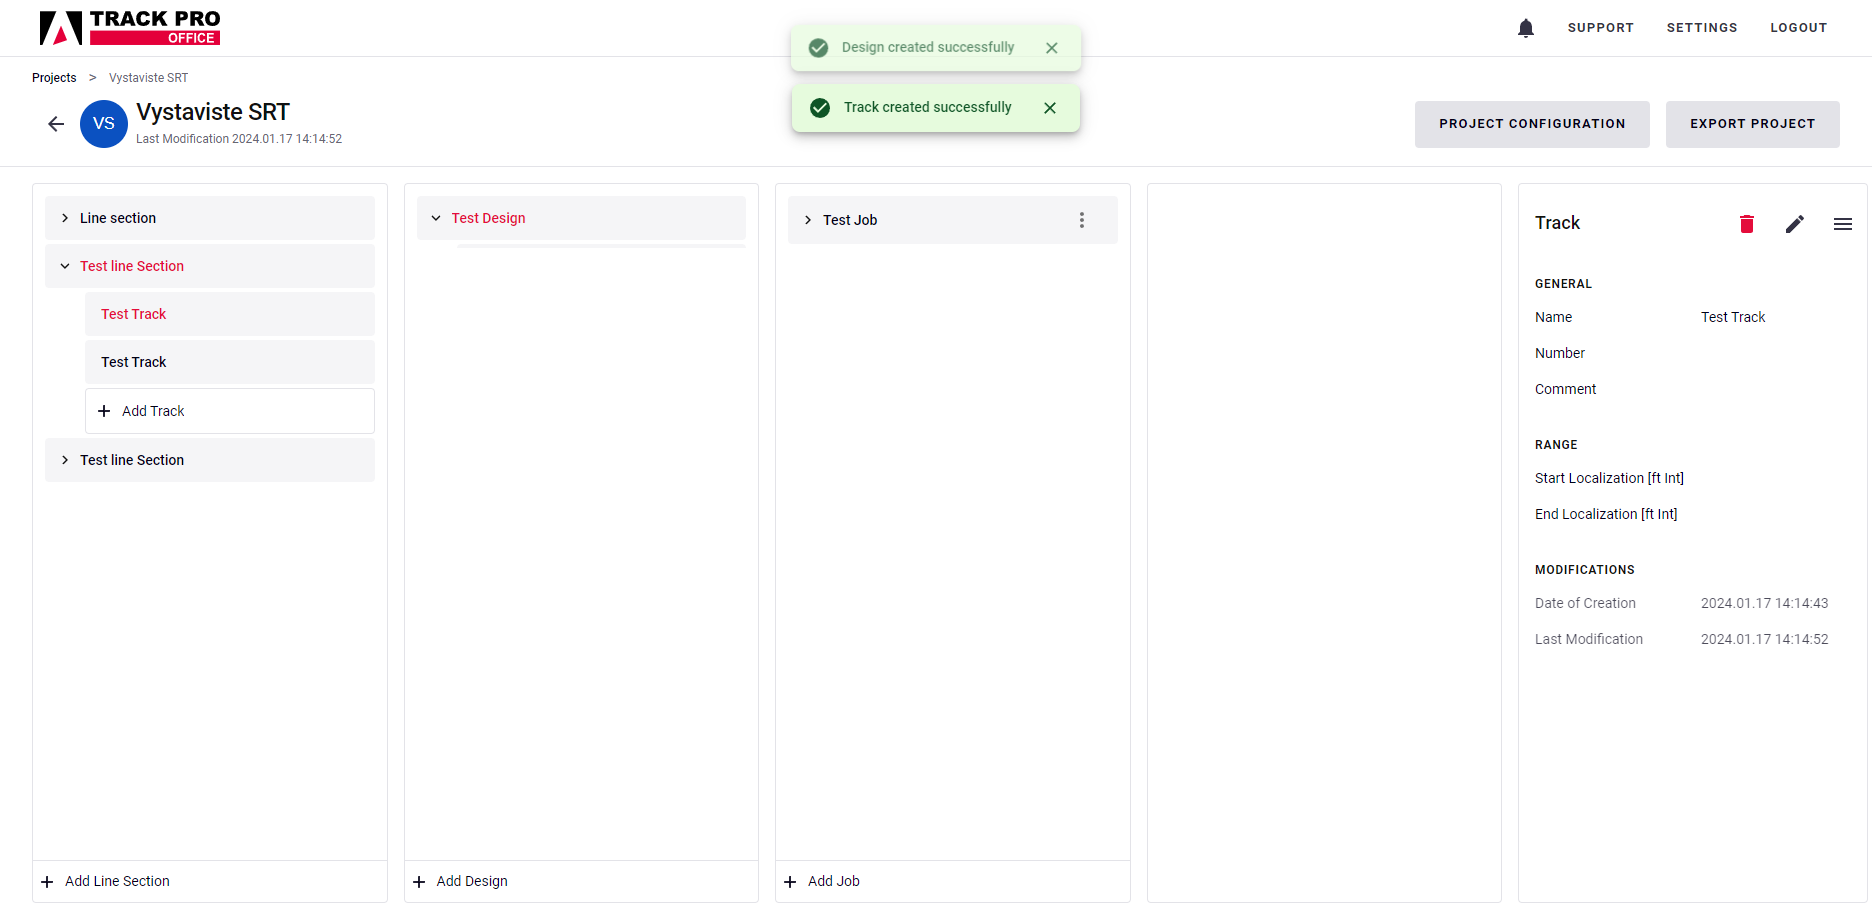 TRACK PRO
OFFICE
SUPPORT
SETTINGS
LOGOUT
Design created successfully
Track created successfully
Projects > Vystaviste SRT
VS
Vystaviste SRT
Last Modification 2024.01.17 14:14:52
PROJECT CONFIGURATION
EXPORT PROJECT
Line section
Test line Section
Test Track
Test Track
Add Track
Test line Section
Add Line Section
Test Design
Add Design
Test Job
Add Job
Track
GENERAL
Name Test Track
Number
Comment
RANGE
Start Localization [ft Int]
End Localization [ft Int]
MODIFICATIONS
Date of Creation 2024.01.17 14:14:43
Last Modification 2024.01.17 14:14:52